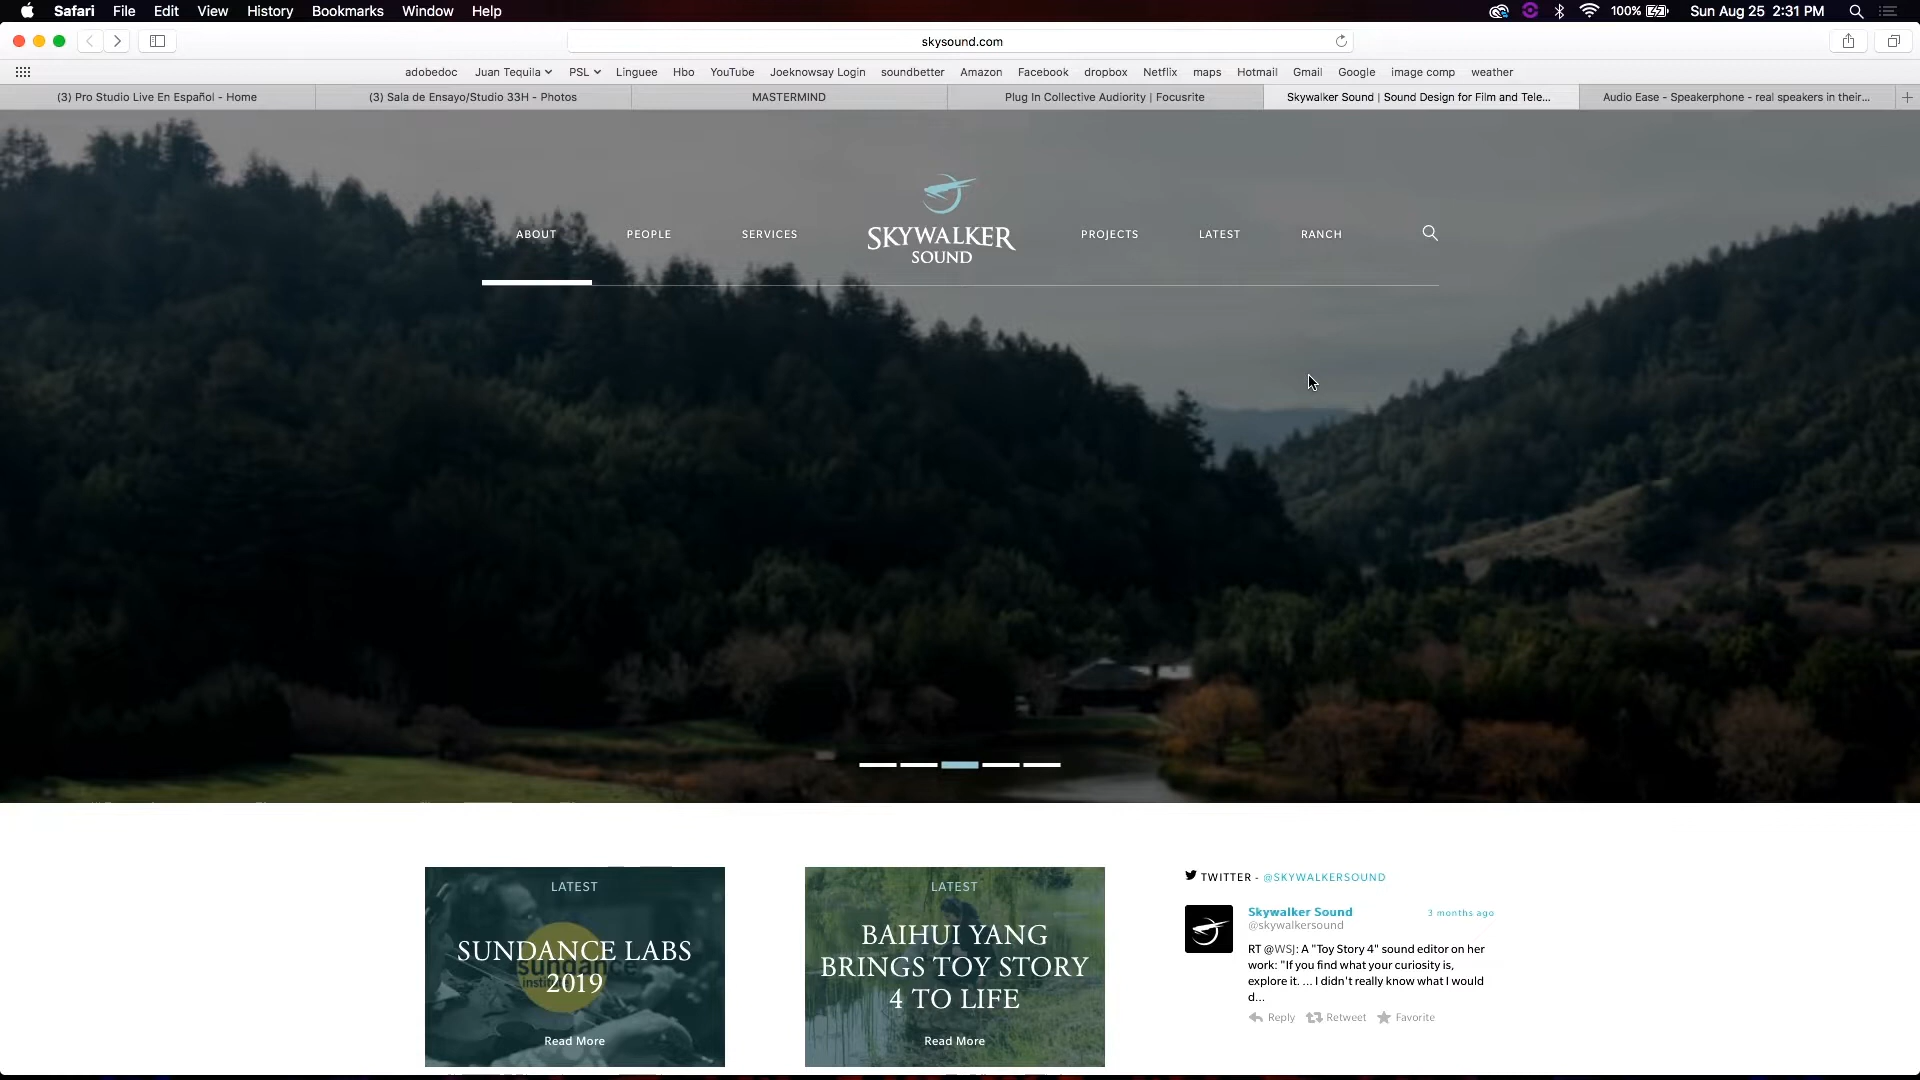 Safari File Edit View History Bookmarks Window Help 100% Sun Aug 25 2:31 PM
skysound.com
adobedoc Juan Tequila PSL Linguee Hbo YouTube Joeknowsay Login soundbetter Amazon Facebook dropbox Netflix maps Hotmail Gmail Google image comp weather
(3) Pro Studio Live En Español - Home (3) Sala de Ensayo/Studio 33H - Photos MASTERMIND Plug In Collective Audiority | Focusrite Skywalker Sound | Sound Design for Film and Tele... Audio Ease - Speakerphone - real speakers in their...
ABOUT PEOPLE SERVICES SKYWALKER SOUND PROJECTS LATEST RANCH
LATEST
SUNDANCE LABS
2019
sundance
institute
Read More
LATEST
BAIHUI YANG
BRINGS TOY STORY
4 TO LIFE
Read More
TWITTER - @SKYWALKERSOUND
Skywalker Sound 3 months ago
@skywalkersound
RT @WSJ: A "Toy Story 4" sound editor on her
work: "If you find what your curiosity is,
explore it. ... I didn't really know what I would
d...
Reply Retweet Favorite